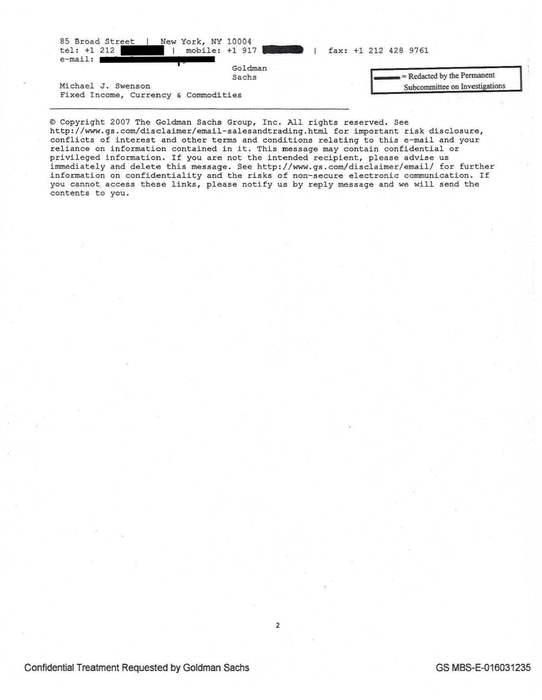 85 Broad Street | New York, NY 10004
tel: +1 212 | mobile: +1 917 | fax: +1 212 428 9761
e-mail:
Goldman
Sachs
= Redacted by the Permanent
Subcommittee on Investigations
Michael J. Swenson
Fixed Income, Currency & Commodities
© Copyright 2007 The Goldman Sachs Group, Inc. All rights reserved. See
http://www.gs.com/disclaimer/email-salesandtrading.html for important risk disclosure,
conflicts of interest and other terms and conditions relating to this e-mail and your
reliance on information contained in it. This message may contain confidential or
privileged information. If you are not the intended recipient, please advise us
immediately and delete this message. See http://www.gs.com/disclaimer/email/ for further
information on confidentiality and the risks of non-secure electronic communication. If
you cannot access these links, please notify us by reply message and we will send the
contents to you.
2
Confidential Treatment Requested by Goldman Sachs
GS MBS-E-016031235